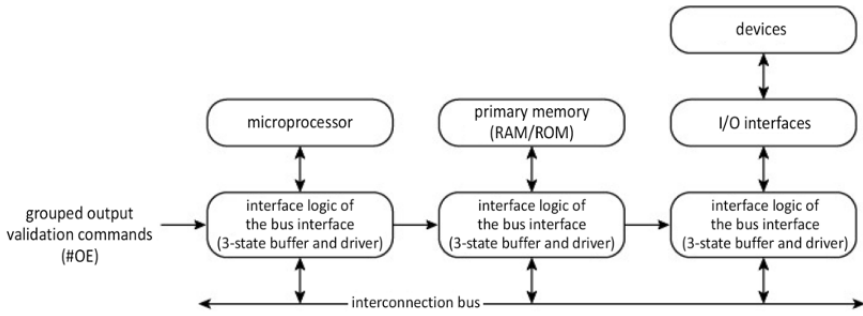 devices
microprocessor
primary memory
(RAM/ROM)
I/O interfaces
grouped output
validation commands
(#OE)
interface logic of
the bus interface
(3-state buffer and driver)
interface logic of
the bus interface
(3-state buffer and driver)
interface logic of
the bus interface
(3-state buffer and driver)
interconnection bus